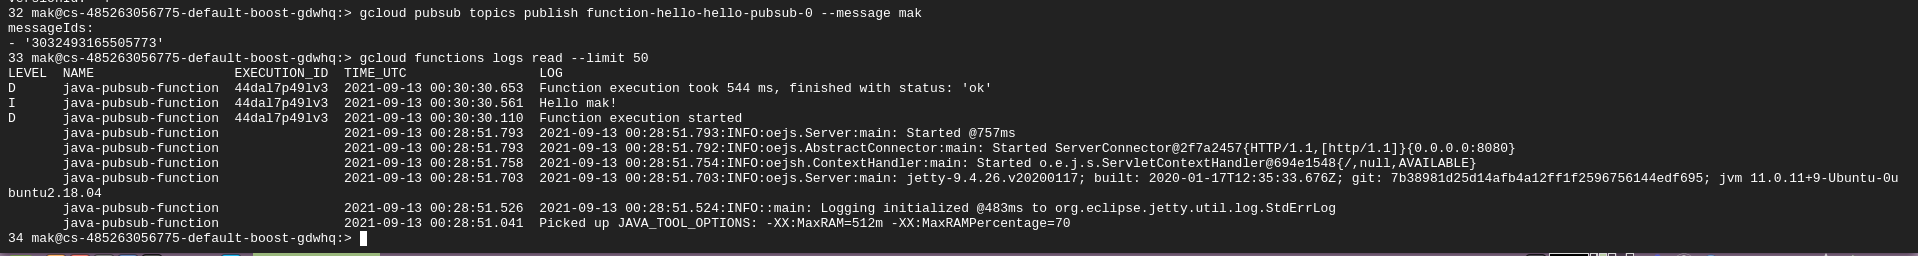 32 mak@cs-485263056775-default-boost-gdwhq:> gcloud pubsub topics publish function-hello-hello-pubsub-0 --message mak
messageIds:
- '3032493165505773'
33 mak@cs-485263056775-default-boost-gdwhq:> gcloud functions logs read --limit 50
LEVEL  NAME                  EXECUTION_ID  TIME_UTC                 LOG
D      java-pubsub-function  44dal7p49lv3  2021-09-13 00:30:30.653  Function execution took 544 ms, finished with status: 'ok'
I      java-pubsub-function  44dal7p49lv3  2021-09-13 00:30:30.561  Hello mak!
D      java-pubsub-function  44dal7p49lv3  2021-09-13 00:30:30.110  Function execution started
       java-pubsub-function                2021-09-13 00:28:51.793  2021-09-13 00:28:51.793:INFO:oejs.Server:main: Started @757ms
       java-pubsub-function                2021-09-13 00:28:51.793  2021-09-13 00:28:51.792:INFO:oejs.AbstractConnector:main: Started ServerConnector@2f7a2457{HTTP/1.1,[http/1.1]}{0.0.0.0:8080}
       java-pubsub-function                2021-09-13 00:28:51.758  2021-09-13 00:28:51.754:INFO:oejsh.ContextHandler:main: Started o.e.j.s.ServletContextHandler@694e1548{/,null,AVAILABLE}
       java-pubsub-function                2021-09-13 00:28:51.703  2021-09-13 00:28:51.703:INFO:oejs.Server:main: jetty-9.4.26.v20200117; built: 2020-01-17T12:35:33.676Z; git: 7b38981d25d14afb4a12ff1f2596756144edf695; jvm 11.0.11+9-Ubuntu-0u
buntu2.18.04
       java-pubsub-function                2021-09-13 00:28:51.526  2021-09-13 00:28:51.524:INFO::main: Logging initialized @483ms to org.eclipse.jetty.util.log.StdErrLog
       java-pubsub-function                2021-09-13 00:28:51.041  Picked up JAVA_TOOL_OPTIONS: -XX:MaxRAM=512m -XX:MaxRAMPercentage=70
34 mak@cs-485263056775-default-boost-gdwhq:>